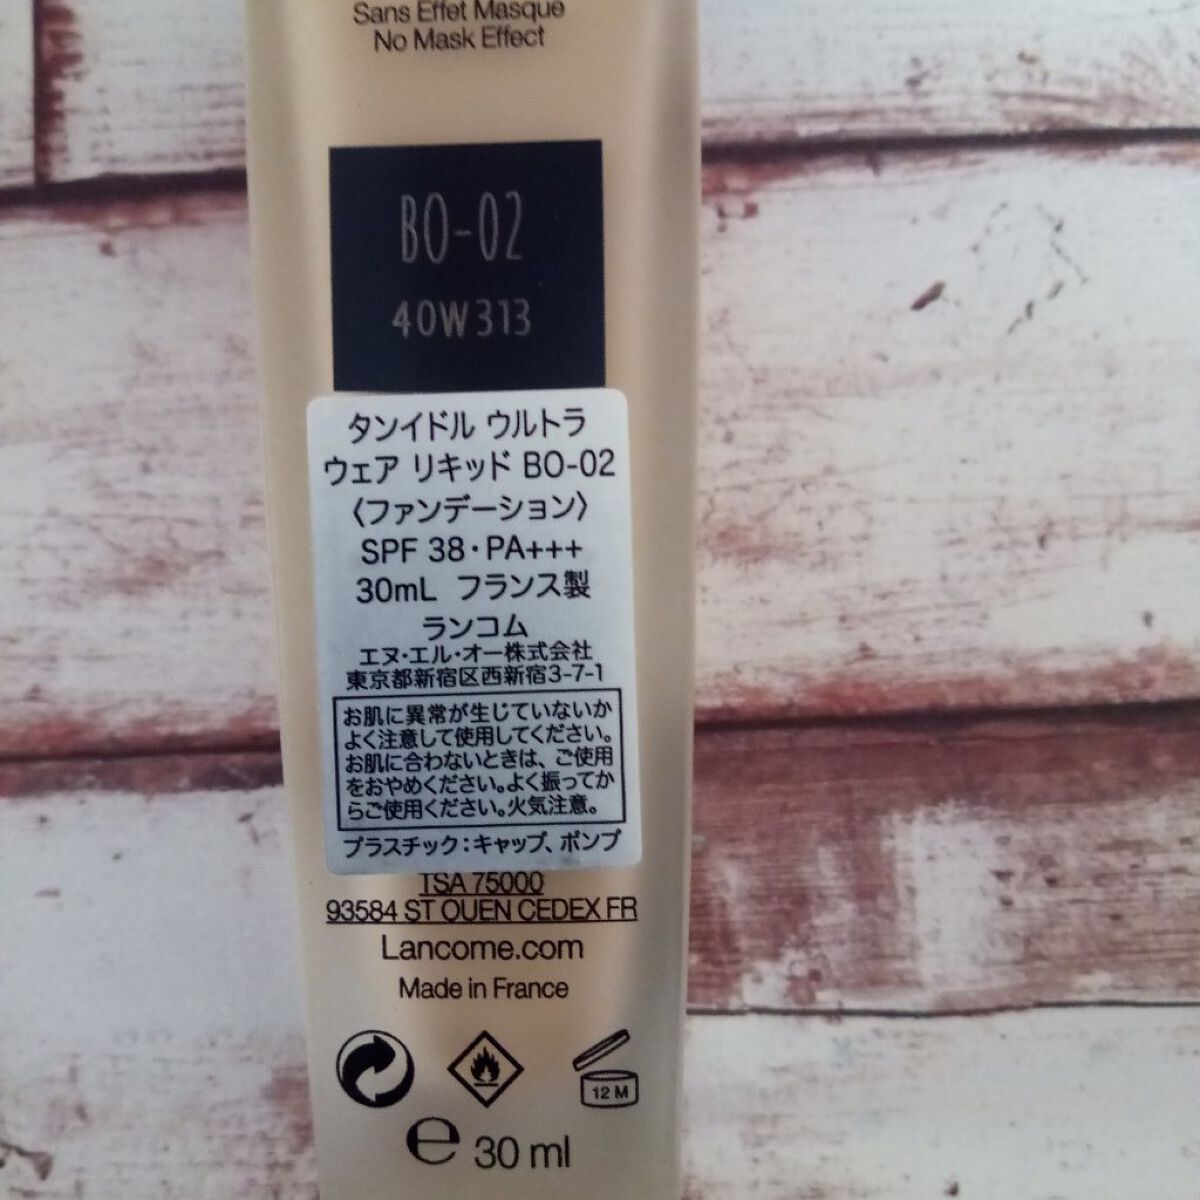 Sans Effet Masque
No Mask Effect
BO-02
40W313
タンイドル ウルトラ
ウェア リキッド BO-02
〈ファンデーション〉
SPF 38・PA+++
30mL フランス製
ランコム
エヌ・エル・オー株式会社
東京都新宿区西新宿3-7-1
お肌に異常が生じていないか
よく注意して使用してください。
お肌に合わないときは、ご使用
をおやめください。よく振ってか
らご使用ください。火気注意。
プラスチック：キャップ、ポンプ
TSA 75000
93584 ST OUEN CEDEX FR
Lancome.com
Made in France
12 M
e 30 ml